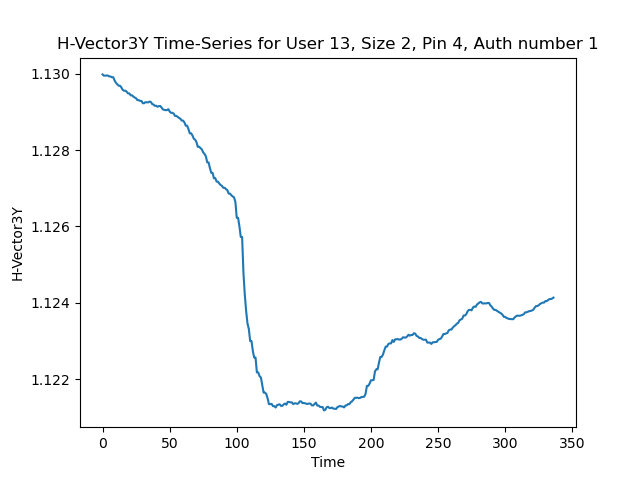 H-Vector3Y Time-Series for User 13, Size 2, Pin 4, Auth number 1
1.130
1.128
1.126
1.124
1.122
H-Vector3Y
0 50 100 150 200 250 300 350
Time